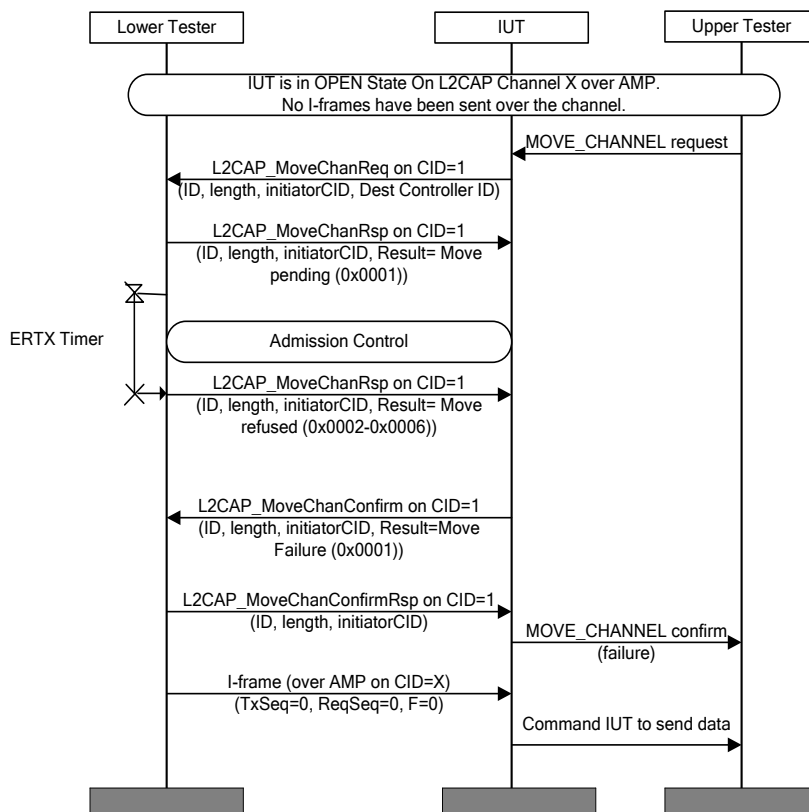 Lower Tester
IUT
Upper Tester
IUT is in OPEN State On L2CAP Channel X over AMP.
No I-frames have been sent over the channel.
MOVE_CHANNEL request
L2CAP_MoveChanReq on CID=1
(ID, length, initiatorCID, Dest Controller ID)
L2CAP_MoveChanRsp on CID=1
(ID, length, initiatorCID, Result= Move
pending (0x0001))
ERTX Timer
Admission Control
L2CAP_MoveChanRsp on CID=1
(ID, length, initiatorCID, Result= Move
refused (0x0002-0x0006))
L2CAP_MoveChanConfirm on CID=1
(ID, length, initiatorCID, Result=Move
Failure (0x0001))
L2CAP_MoveChanConfirmRsp on CID=1
(ID, length, initiatorCID)
MOVE_CHANNEL confirm
(failure)
I-frame (over AMP on CID=X)
(TxSeq=0, ReqSeq=0, F=0)
Command IUT to send data